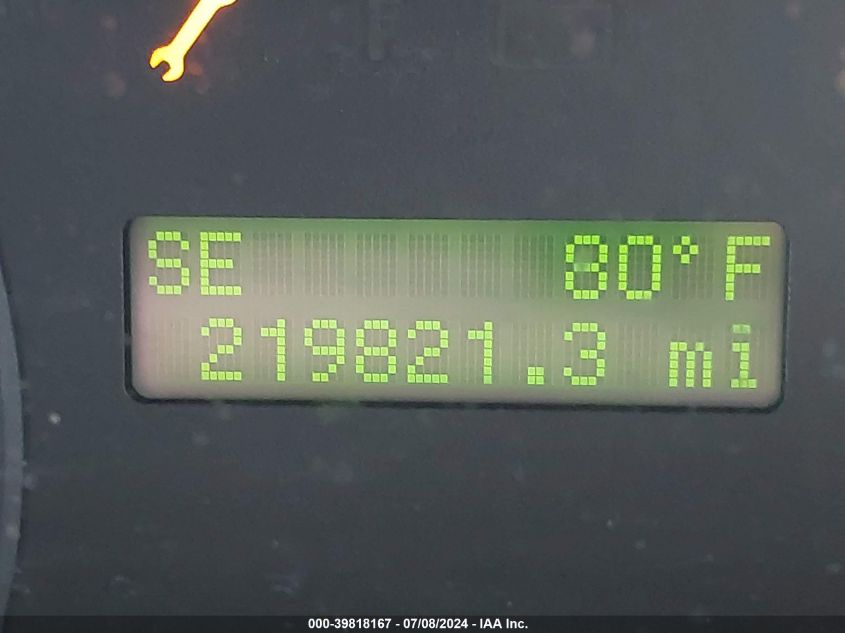 SE 80°F
219821.3 mi
000-39818167 - 07/08/2024 - IAA Inc.